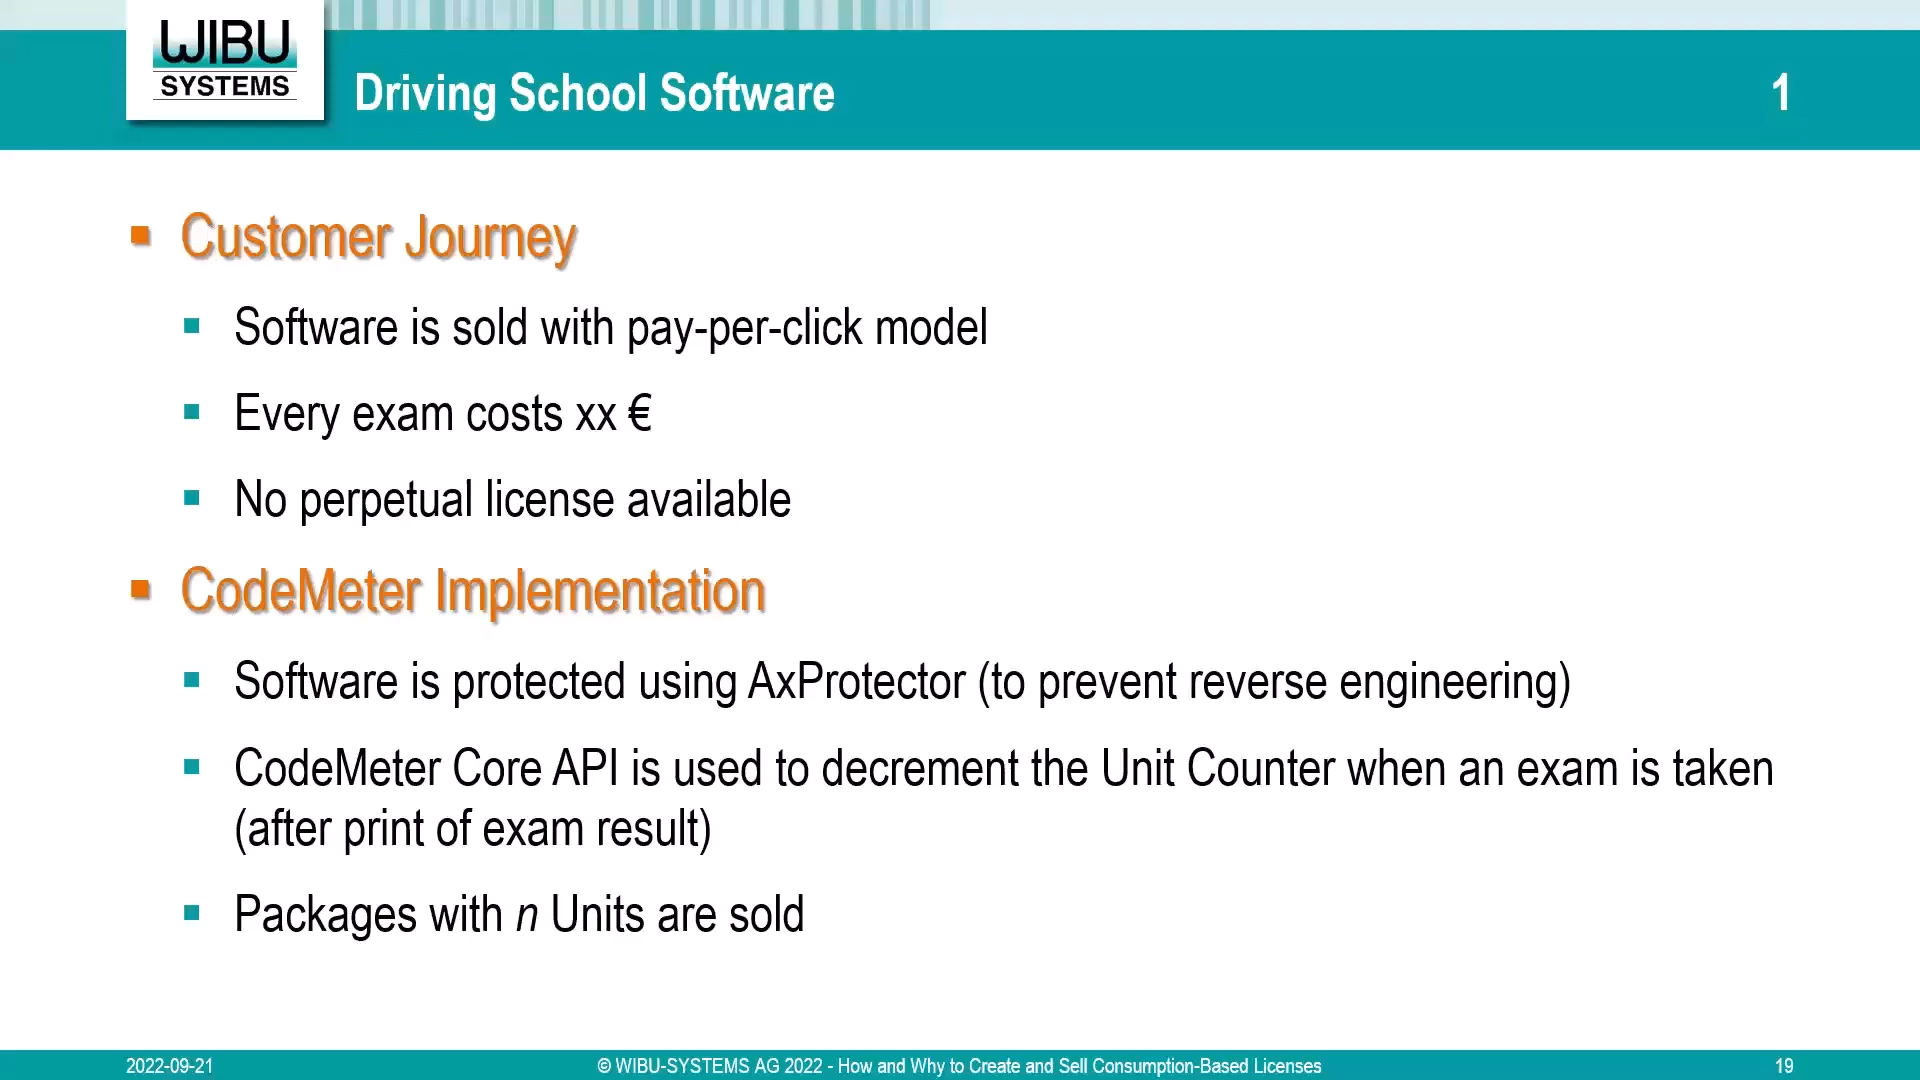 WIBU
SYSTEMS
Driving School Software
1
Customer Journey
Software is sold with pay-per-click model
Every exam costs xx €
No perpetual license available
CodeMeter Implementation
Software is protected using AxProtector (to prevent reverse engineering)
CodeMeter Core API is used to decrement the Unit Counter when an exam is taken
(after print of exam result)
Packages with n Units are sold
2022-09-21
© WIBU-SYSTEMS AG 2022 - How and Why to Create and Sell Consumption-Based Licenses
19